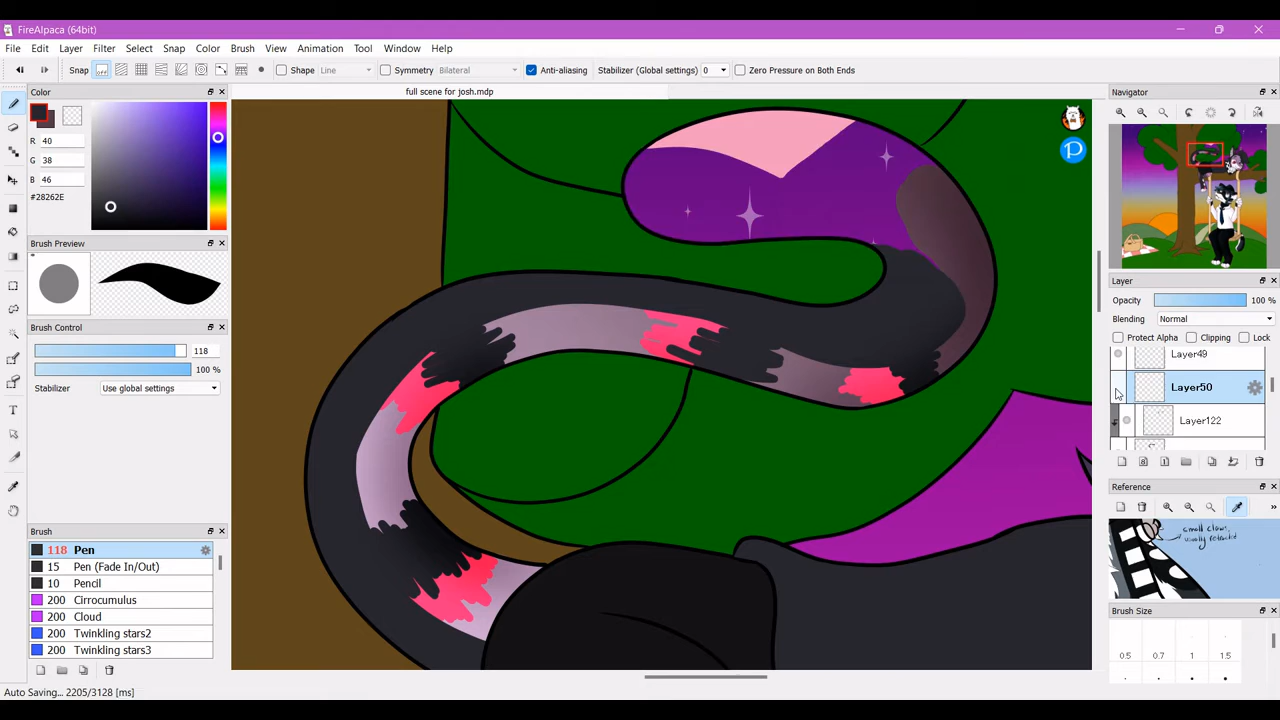 FireAlpaca (64bit)
File Edit Layer Filter Select Snap Color Brush View Animation Tool Window Help
Snap Shape Line Symmetry Bilateral Anti-aliasing Stabilizer (Global settings) 0 Zero Pressure on Both Ends
full scene for josh.mdp
Color
R 40
G 38
B 46
#28262E
Brush Preview
Brush Control
118
100 %
Stabilizer Use global settings
Brush
118 Pen
15 Pen (Fade In/Out)
10 Pencil
200 Cirrocumulus
200 Cloud
200 Twinkling stars2
200 Twinkling stars3
Auto Saving... 2205/3128 [ms]
Navigator
Layer
Opacity 100 %
Blending Normal
Protect Alpha Clipping Lock
Layer49
Layer50
Layer122
Reference
small claws,
usually retracted
Brush Size
0.5 0.7 1 1.5